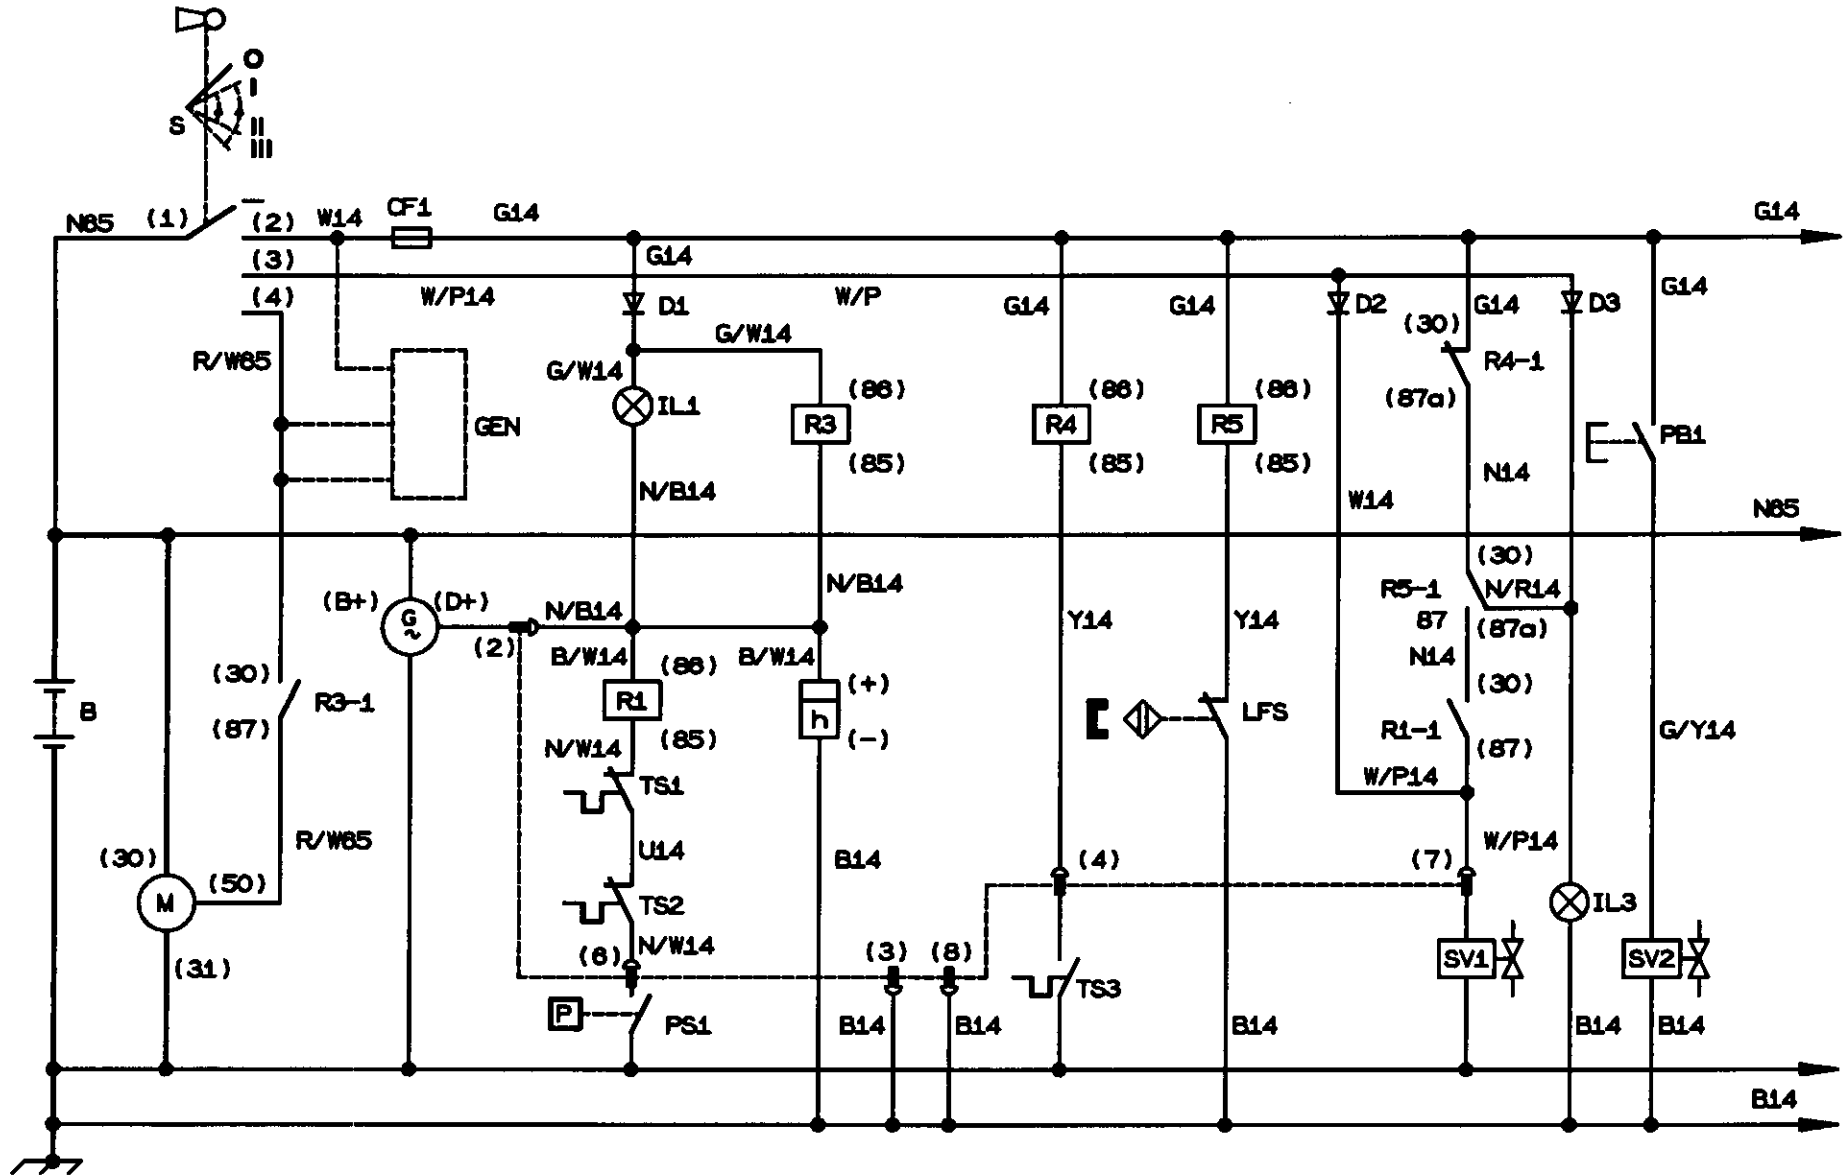 O
I
S
II
III
N65
(1)
(2)
W14
CF1
G14
G14
(3)
G14
(4)
W/P14
W/P
D1
G14
G14
D2
G14
D3
G14
(30)
R/W65
G/W14
G/W14
R4-1
(86)
(86)
(86)
(87a)
IL1
GEN
R3
R4
R5
PB1
(85)
(85)
(85)
N14
N/B14
W14
N65
(30)
N/B14
R5-1
N/R14
(B+)
(D+)
G
~
N/B14
Y14
Y14
87
(87a)
(2)
B/W14
(86)
B/W14
N14
(30)
(+)
(30)
B
R3-1
R1
h
LFS
R1-1
(87)
(85)
(-)
(87)
G/Y14
N/W14
TS1
W/P14
R/W65
U14
W/P14
(30)
B14
(4)
(7)
(50)
M
TS2
IL3
(6)
N/W14
(3)
(8)
SV1
SV2
(31)
TS3
P
PS1
B14
B14
B14
B14
B14
B14